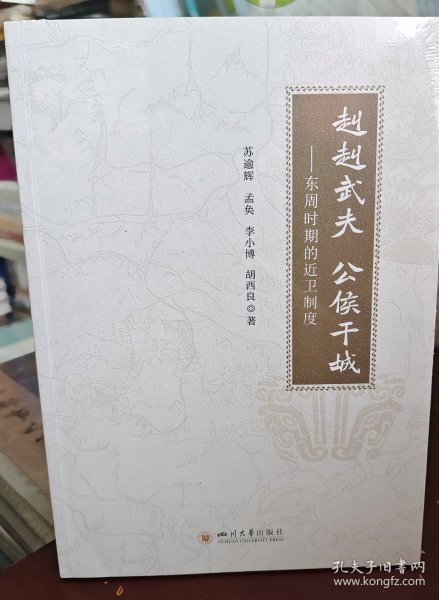 赳赳武夫 公侯干城
——东周时期的近卫制度
苏逾辉 孟奂 李小博 胡西良◎著
四川大学出版社
SICHUAN UNIVERSITY PRESS
孔夫子旧书网
www.kongfz.com